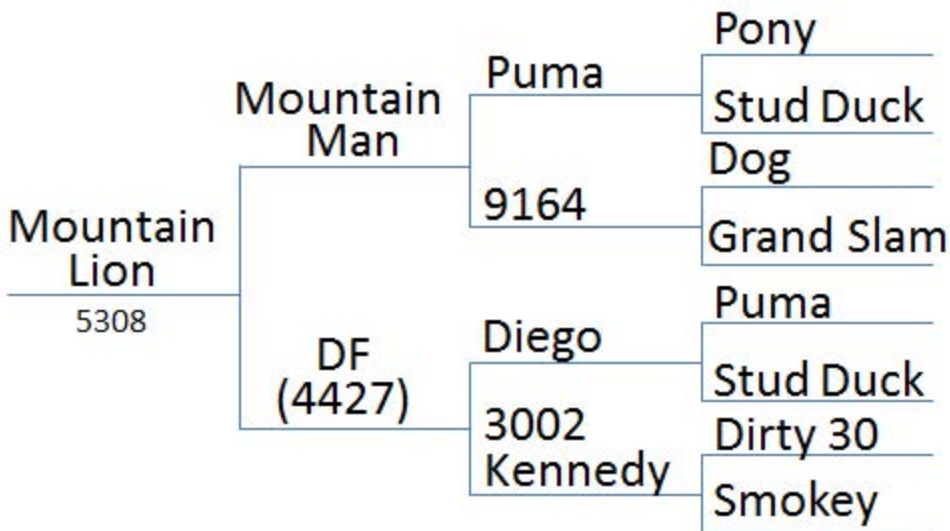 Mountain
Lion
5308
Mountain
Man
DF
(4427)
Puma
9164
Diego
3002
Kennedy
Pony
Stud Duck
Dog
Grand Slam
Puma
Stud Duck
Dirty 30
Smokey